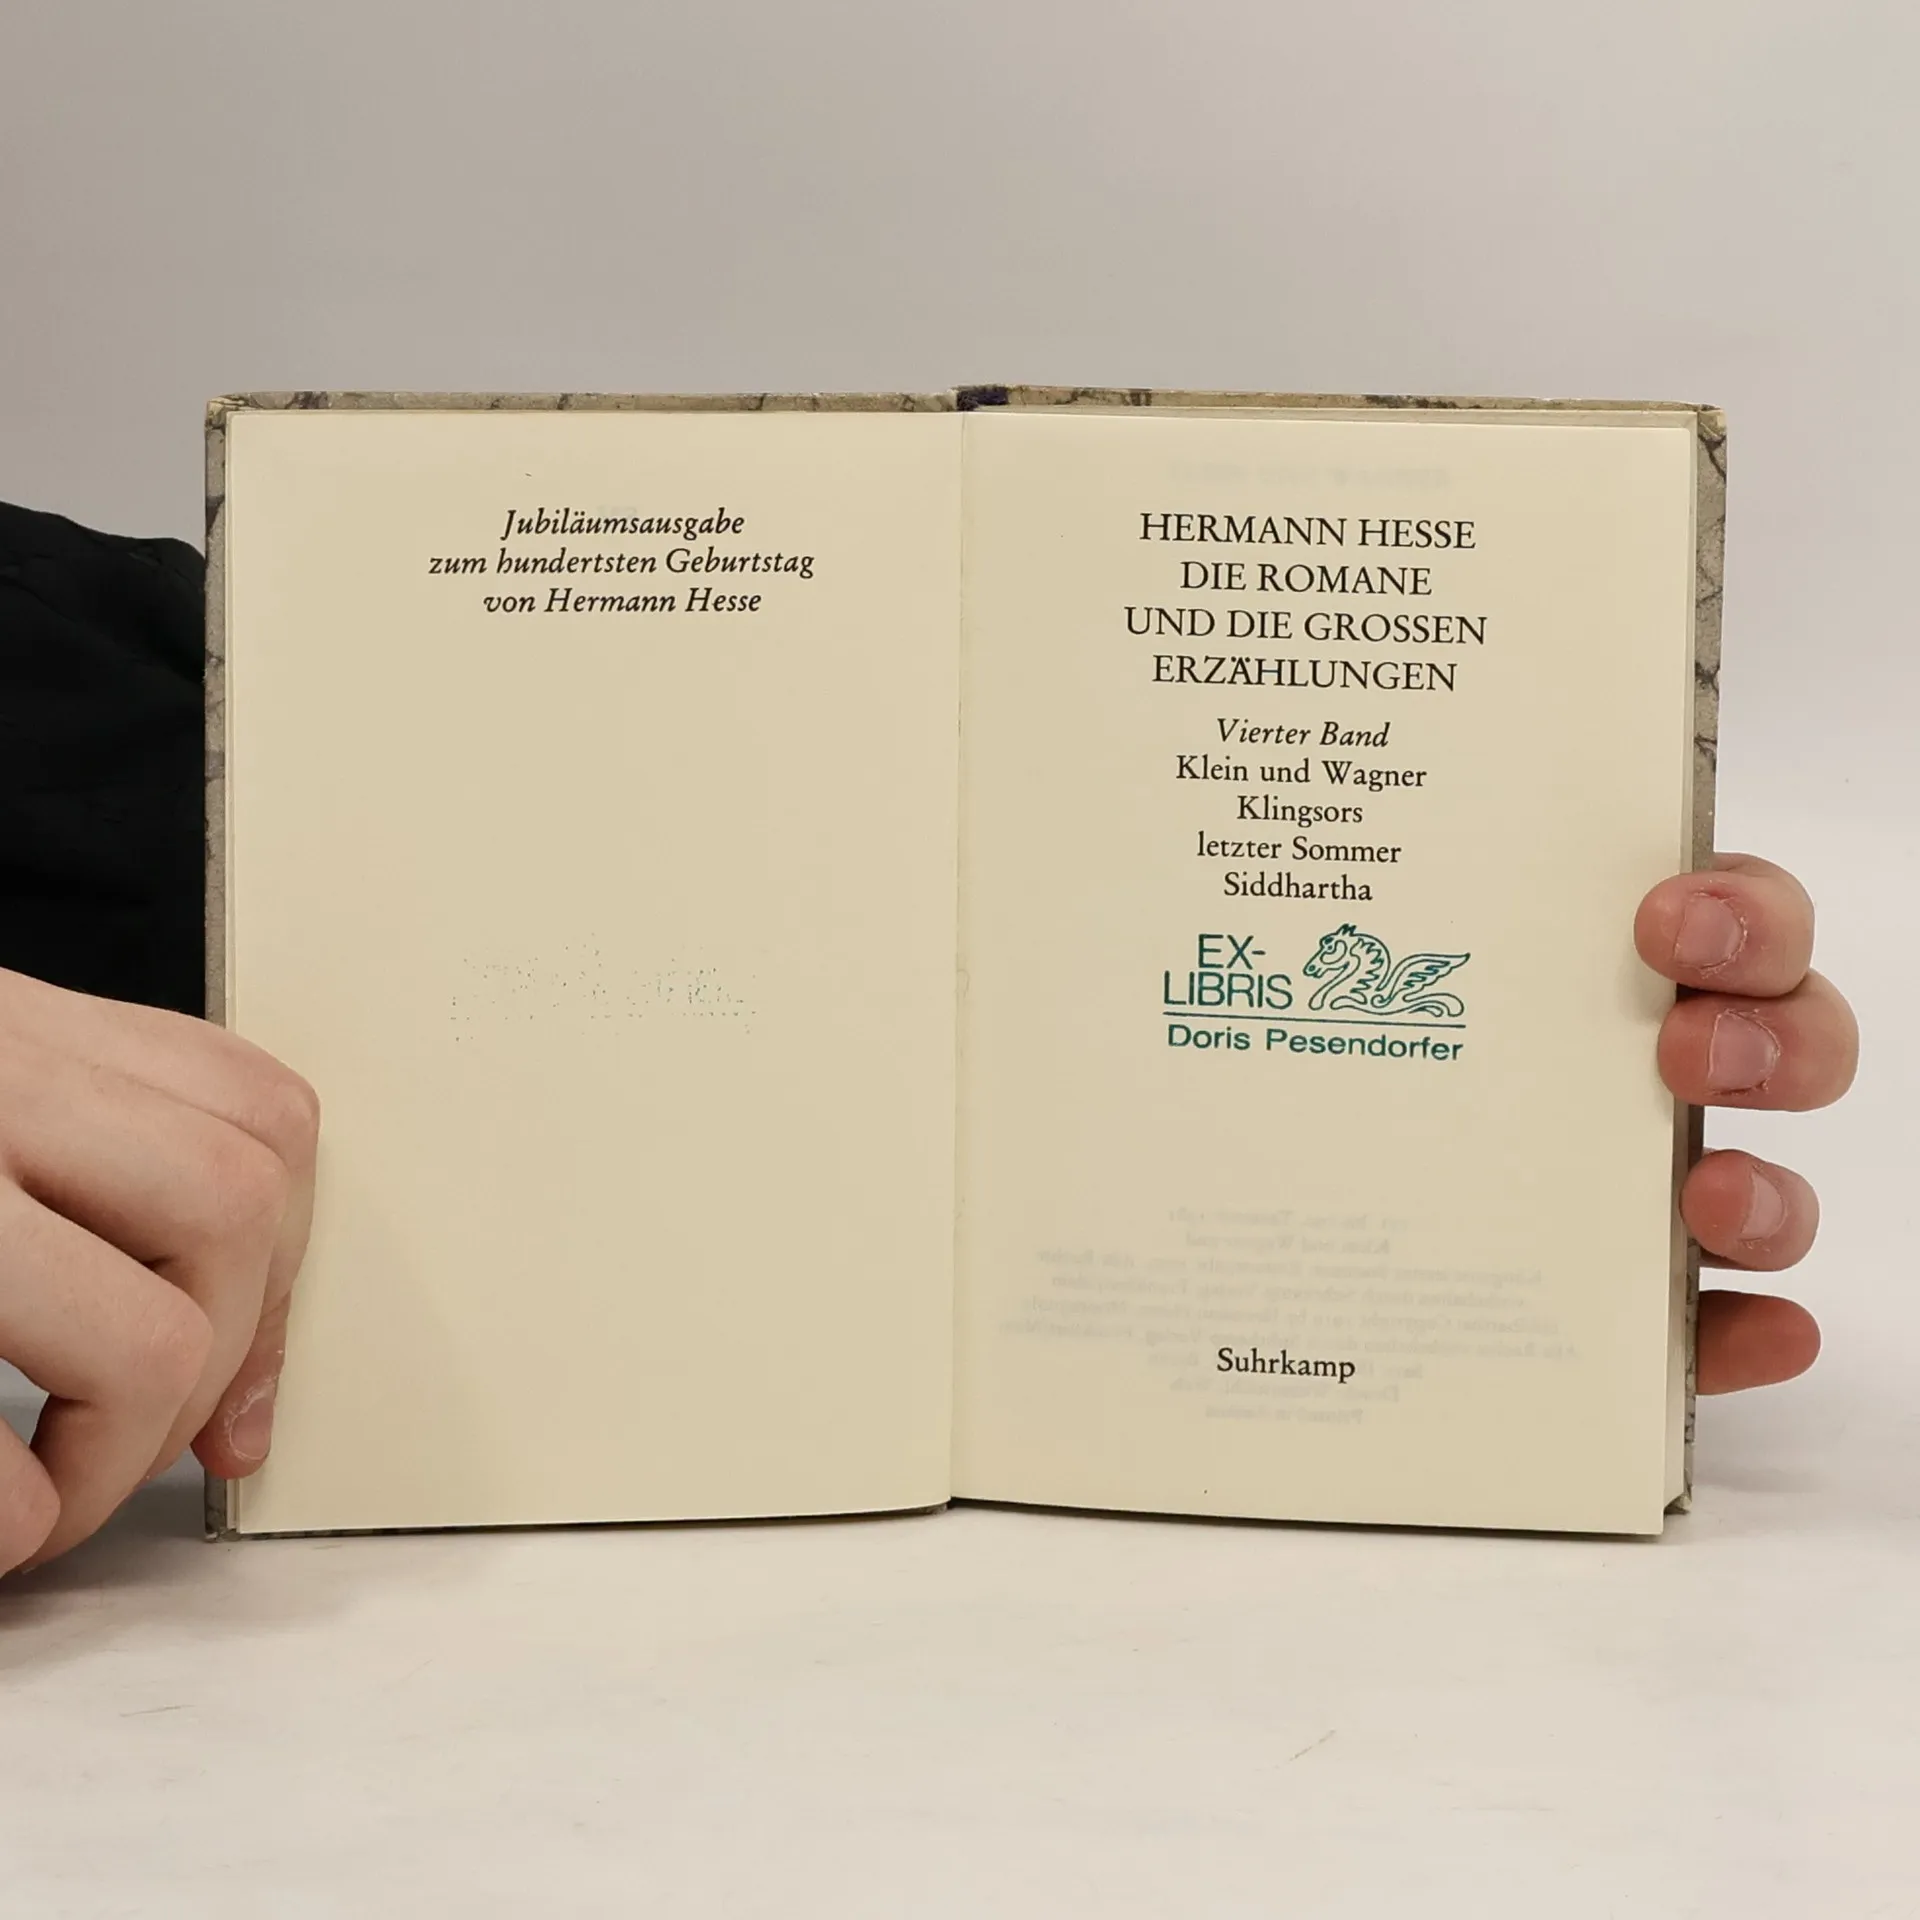 Jubiläumsausgabe
zum hundertsten Geburtstag
von Hermann Hesse
HERMANN HESSE
DIE ROMANE
UND DIE GROSSEN
ERZÄHLUNGEN
Vierter Band
Klein und Wagner
Klingsors
letzter Sommer
Siddhartha
EX-
LIBRIS
Doris Pesendorfer
Suhrkamp